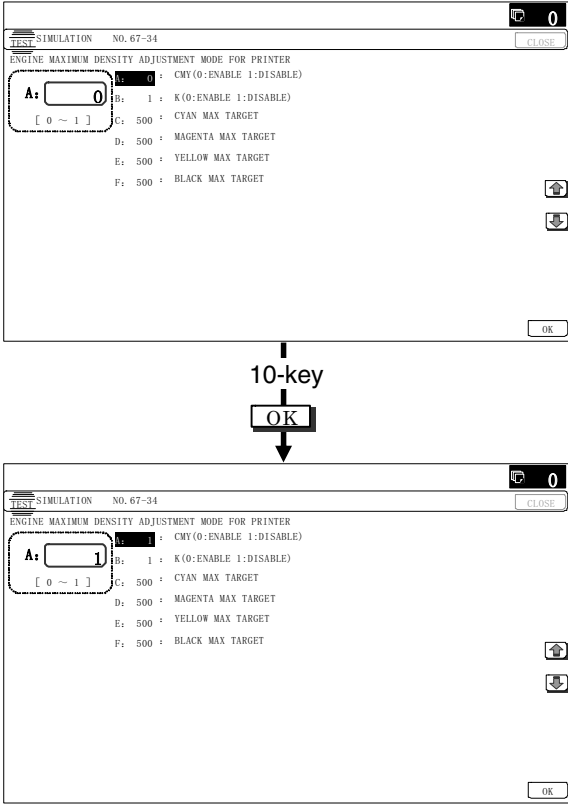 0
TEST SIMULATION NO.67-34
CLOSE
ENGINE MAXIMUM DENSITY ADJUSTMENT MODE FOR PRINTER
A: 0
[ 0 ~ 1 ]
A: 0 : CMY(0:ENABLE 1:DISABLE)
B: 1 : K(0:ENABLE 1:DISABLE)
C: 500 : CYAN MAX TARGET
D: 500 : MAGENTA MAX TARGET
E: 500 : YELLOW MAX TARGET
F: 500 : BLACK MAX TARGET
OK
10-key
OK
0
TEST SIMULATION NO.67-34
CLOSE
ENGINE MAXIMUM DENSITY ADJUSTMENT MODE FOR PRINTER
A: 1
[ 0 ~ 1 ]
A: 1 : CMY(0:ENABLE 1:DISABLE)
B: 1 : K(0:ENABLE 1:DISABLE)
C: 500 : CYAN MAX TARGET
D: 500 : MAGENTA MAX TARGET
E: 500 : YELLOW MAX TARGET
F: 500 : BLACK MAX TARGET
OK